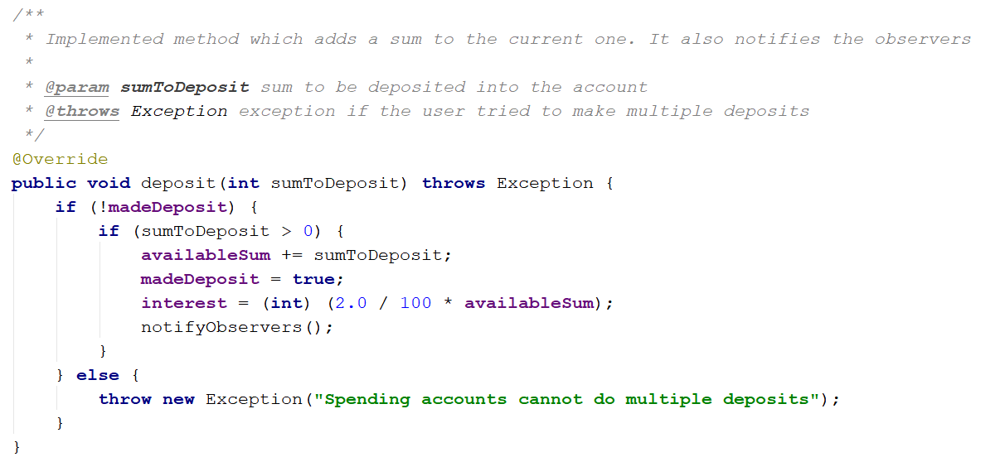 /**
 * Implemented method which adds a sum to the current one. It also notifies the observers
 *
 * @param sumToDeposit sum to be deposited into the account
 * @throws Exception exception if the user tried to make multiple deposits
 */
@Override
public void deposit(int sumToDeposit) throws Exception {
    if (!madeDeposit) {
        if (sumToDeposit > 0) {
            availableSum += sumToDeposit;
            madeDeposit = true;
            interest = (int) (2.0 / 100 * availableSum);
            notifyObservers();
        }
    } else {
        throw new Exception("Spending accounts cannot do multiple deposits");
    }
}